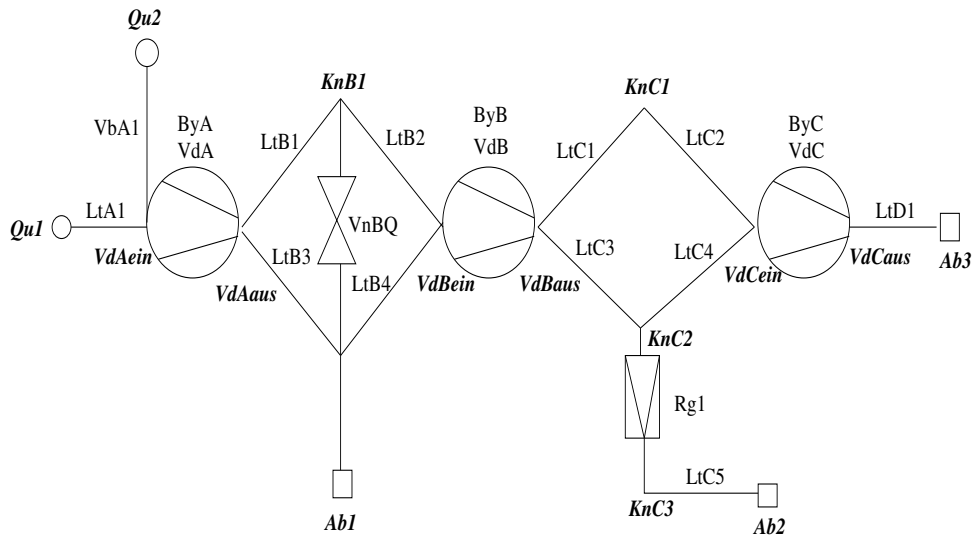 Qu2
KnB1
KnC1
VbA1
ByA
VdA
LtB1
LtB2
ByB
VdB
LtC1
LtC2
ByC
VdC
Qu1
LtA1
VnBQ
LtD1
VdAein
LtB3
LtC3
LtC4
Ab3
VdAaus
LtB4
VdBein
VdBaus
VdCein
VdCaus
KnC2
Rg1
LtC5
Ab1
KnC3
Ab2